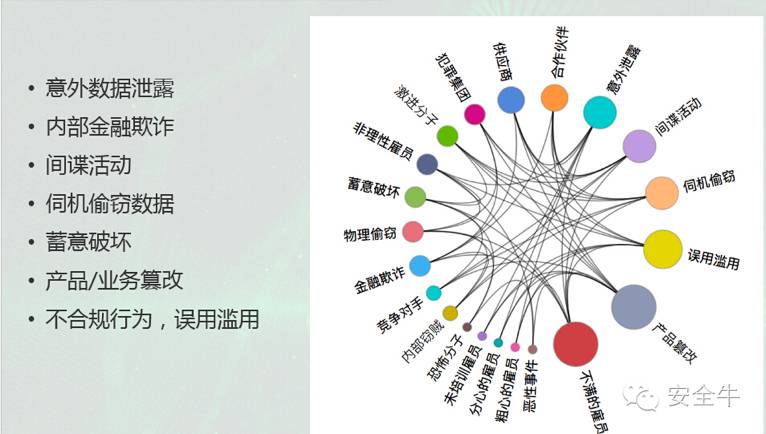 意外数据泄露
内部金融欺诈
间谍活动
伺机偷窃数据
蓄意破坏
产品/业务篡改
不合规行为，误用滥用
供应商
合作伙伴
意外泄露
间谍活动
伺机偷窃
误用滥用
产品篡改
不满的雇员
恶性事件
粗心的雇员
分心的雇员
未培训雇员
恐怖分子
内部窃贼
竞争对手
金融欺诈
物理偷窃
蓄意破坏
非理性雇员
激进分子
犯罪集团
安全牛